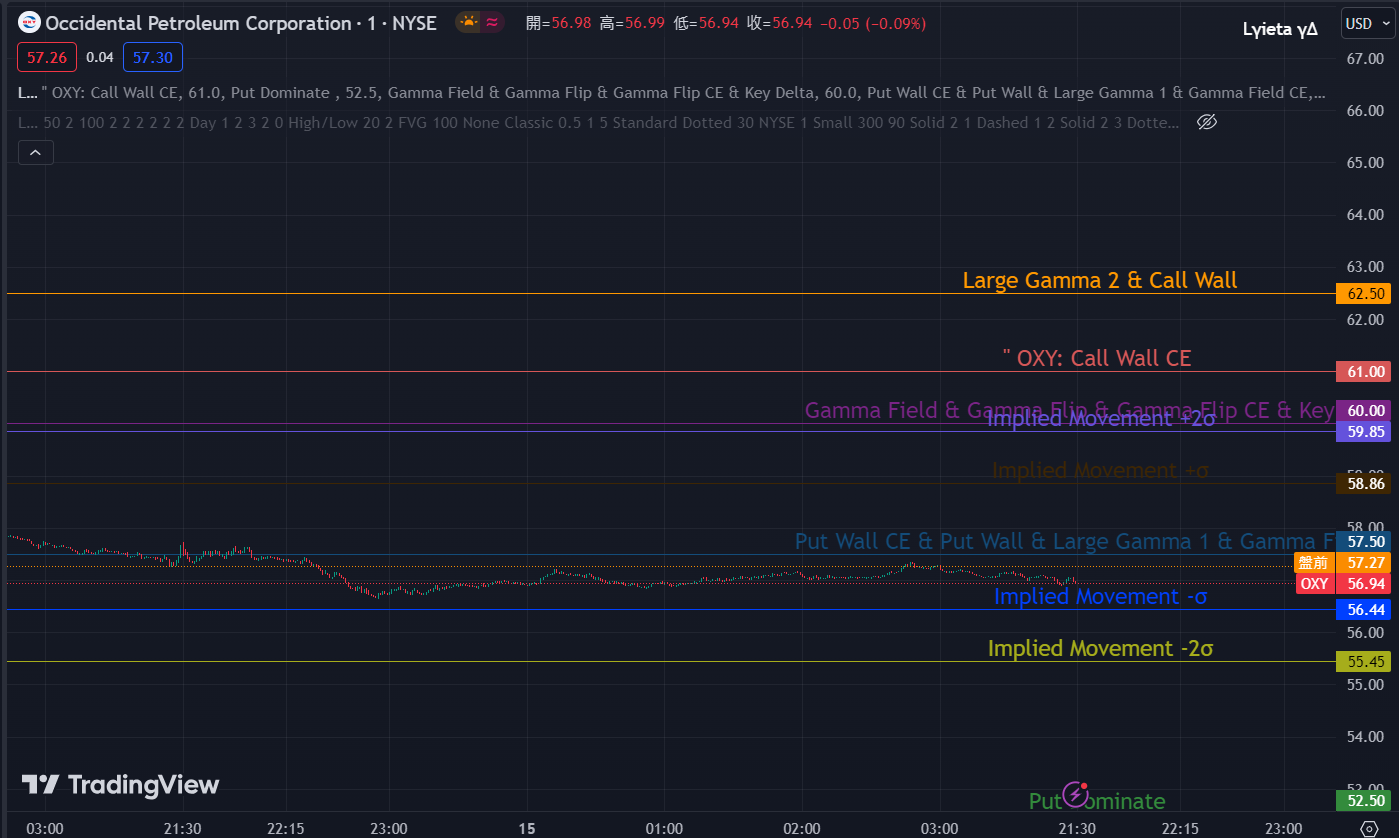 Occidental Petroleum Corporation · 1 · NYSE 開=56.98 高=56.99 低=56.94 收=56.94 −0.05 (−0.09%)
Lyieta γΔ
USD
57.26 0.04 57.30
L... " OXY: Call Wall CE, 61.0, Put Dominate , 52.5, Gamma Field & Gamma Flip & Gamma Flip CE & Key Delta, 60.0, Put Wall CE & Put Wall & Large Gamma 1 & Gamma Field CE,...
L... 50 2 100 2 2 2 2 2 2 Day 1 2 3 2 0 High/Low 20 2 FVG 100 None Classic 0.5 1 5 Standard Dotted 30 NYSE 1 Small 300 90 Solid 2 1 Dashed 1 2 Solid 2 3 Dotte...
67.00
66.00
65.00
64.00
63.00
Large Gamma 2 & Call Wall
62.50
62.00
" OXY: Call Wall CE
61.00
Gamma Field & Gamma Flip & Gamma Flip CE & Key
60.00
Implied Movement +2σ
59.85
59.00
Implied Movement +σ
58.86
58.00
Put Wall CE & Put Wall & Large Gamma 1 & Gamma F
57.50
盤前 57.27
OXY 56.94
Implied Movement -σ
56.44
56.00
Implied Movement -2σ
55.45
55.00
54.00
TradingView
52.00
Put Dominate
52.50
03:00 21:30 22:15 23:00 15 01:00 02:00 03:00 21:30 22:15 23:00